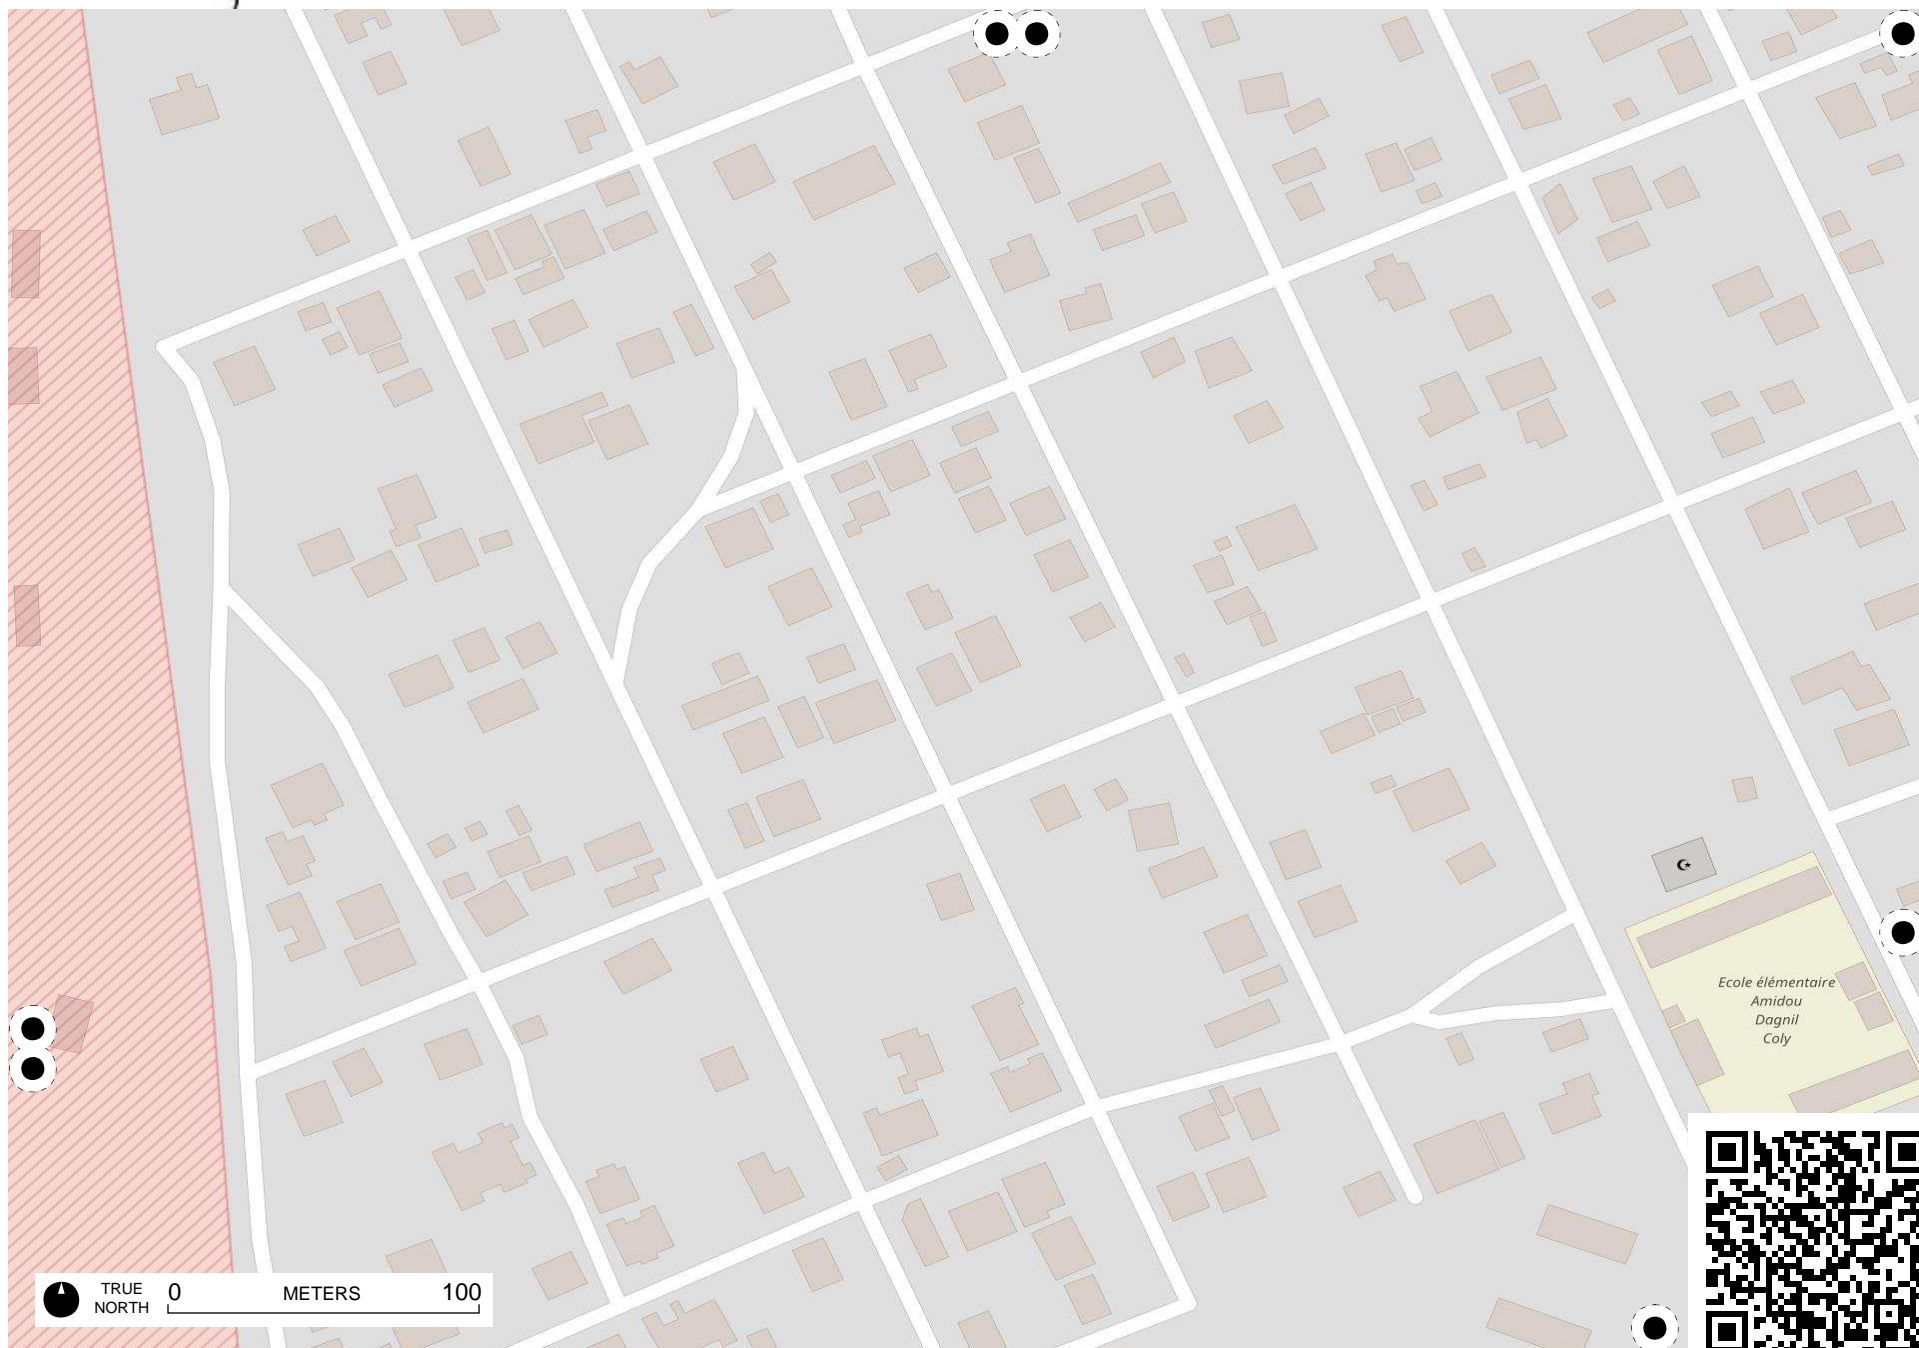 Ecole élémentaire
Amidou
Dagnil
Coly
TRUE
NORTH
0 METERS 100